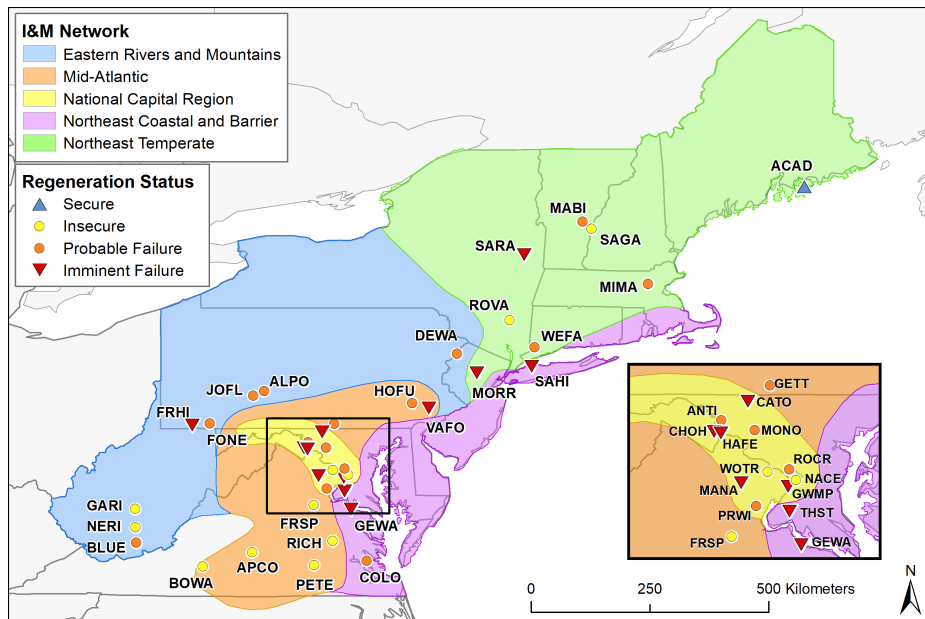 I&M Network
Eastern Rivers and Mountains
Mid-Atlantic
National Capital Region
Northeast Coastal and Barrier
Northeast Temperate
Regeneration Status
Secure
Insecure
Probable Failure
Imminent Failure
ACAD
MABI
SAGA
SARA
MIMA
ROVA
WEFA
DEWA
SAHI
MORR
JOFL
ALPO
HOFU
VAFO
FRHI
FONE
GARI
NERI
BLUE
FRSP
GEWA
RICH
APCO
BOWA
PETE
COLO
GETT
CATO
ANTI
MONO
CHOH
HAFE
ROCR
WOTR
NACE
MANA
GWMP
PRWI
THST
FRSP
GEWA
0 250 500 Kilometers
N